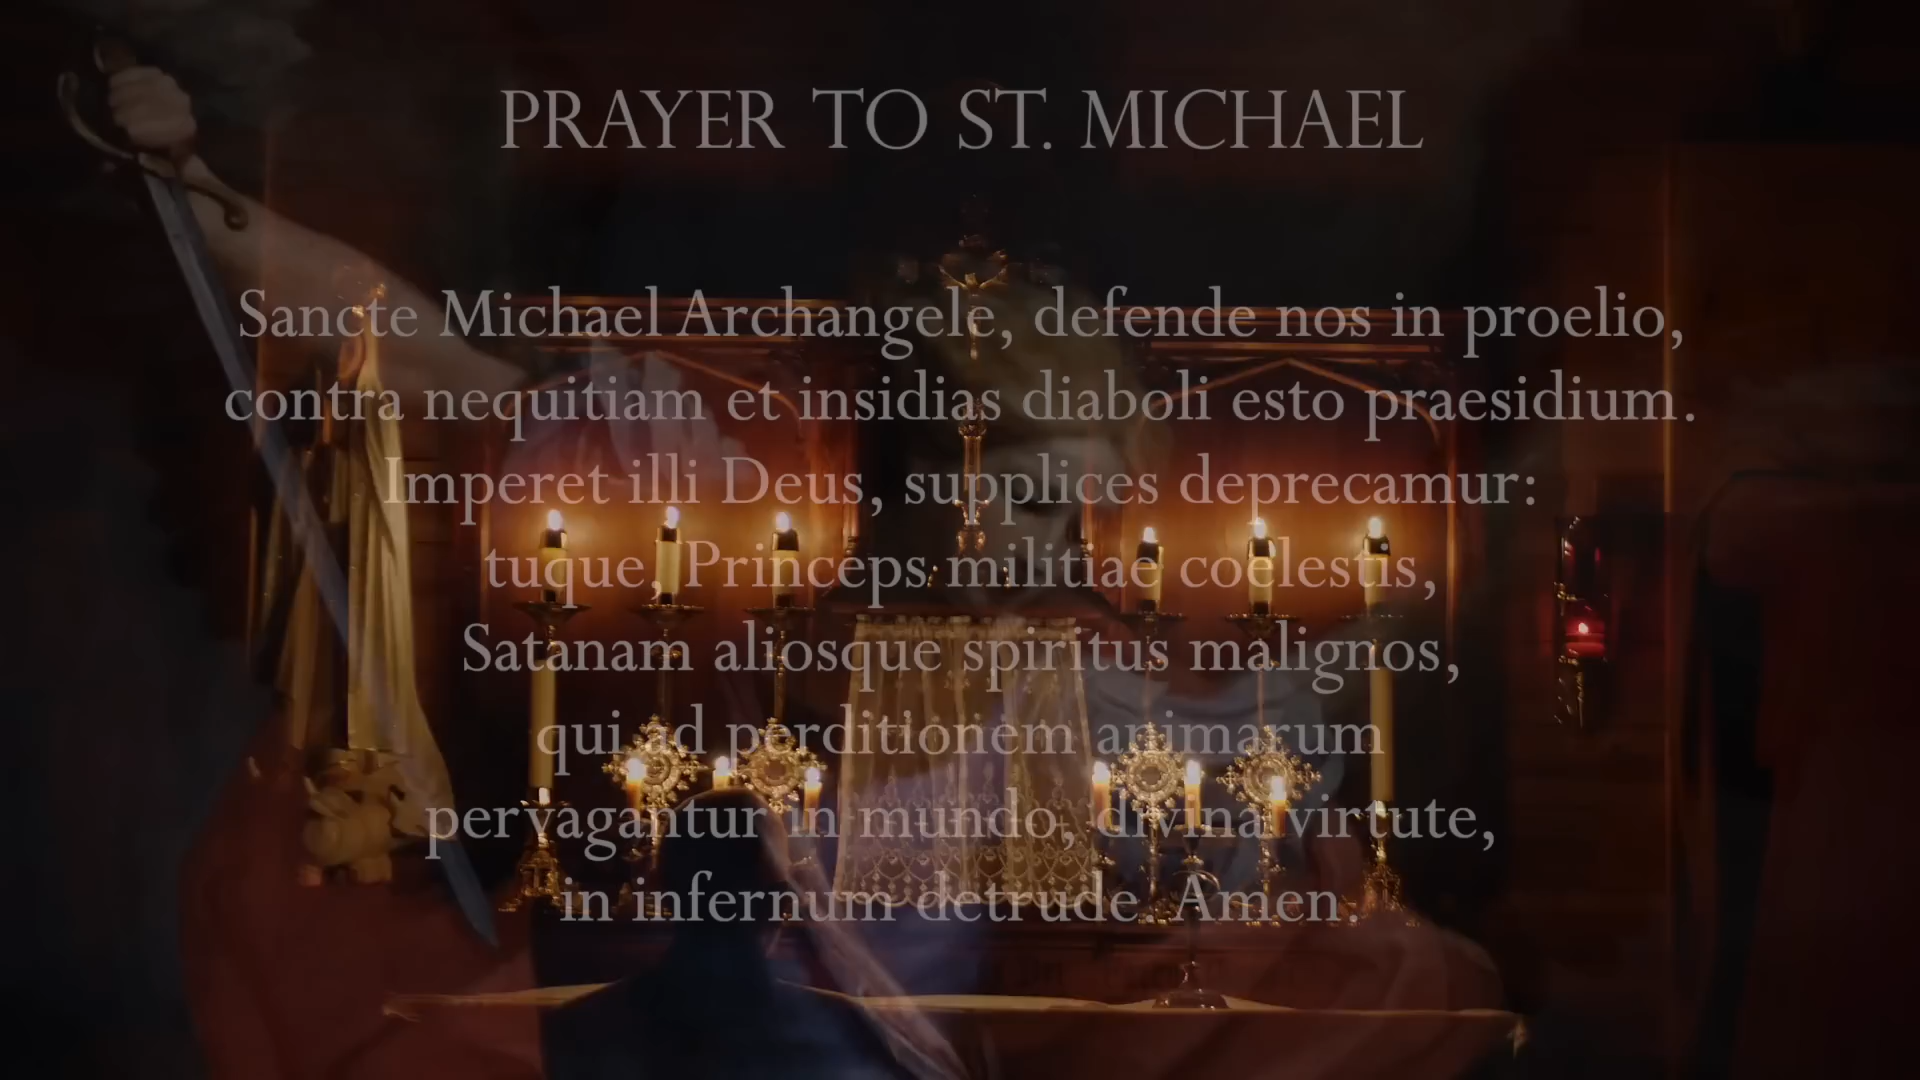 PRAYER TO ST. MICHAEL
Sancte Michael Archangele, defende nos in proelio,
contra nequitiam et insidias diaboli esto praesidium.
Imperet illi Deus, supplices deprecamur:
tuque, Princeps militiae coelestis,
Satanam aliosque spiritus malignos,
qui ad perditionem animarum
pervagantur in mundo, divina virtute,
in infernum detrude. Amen.